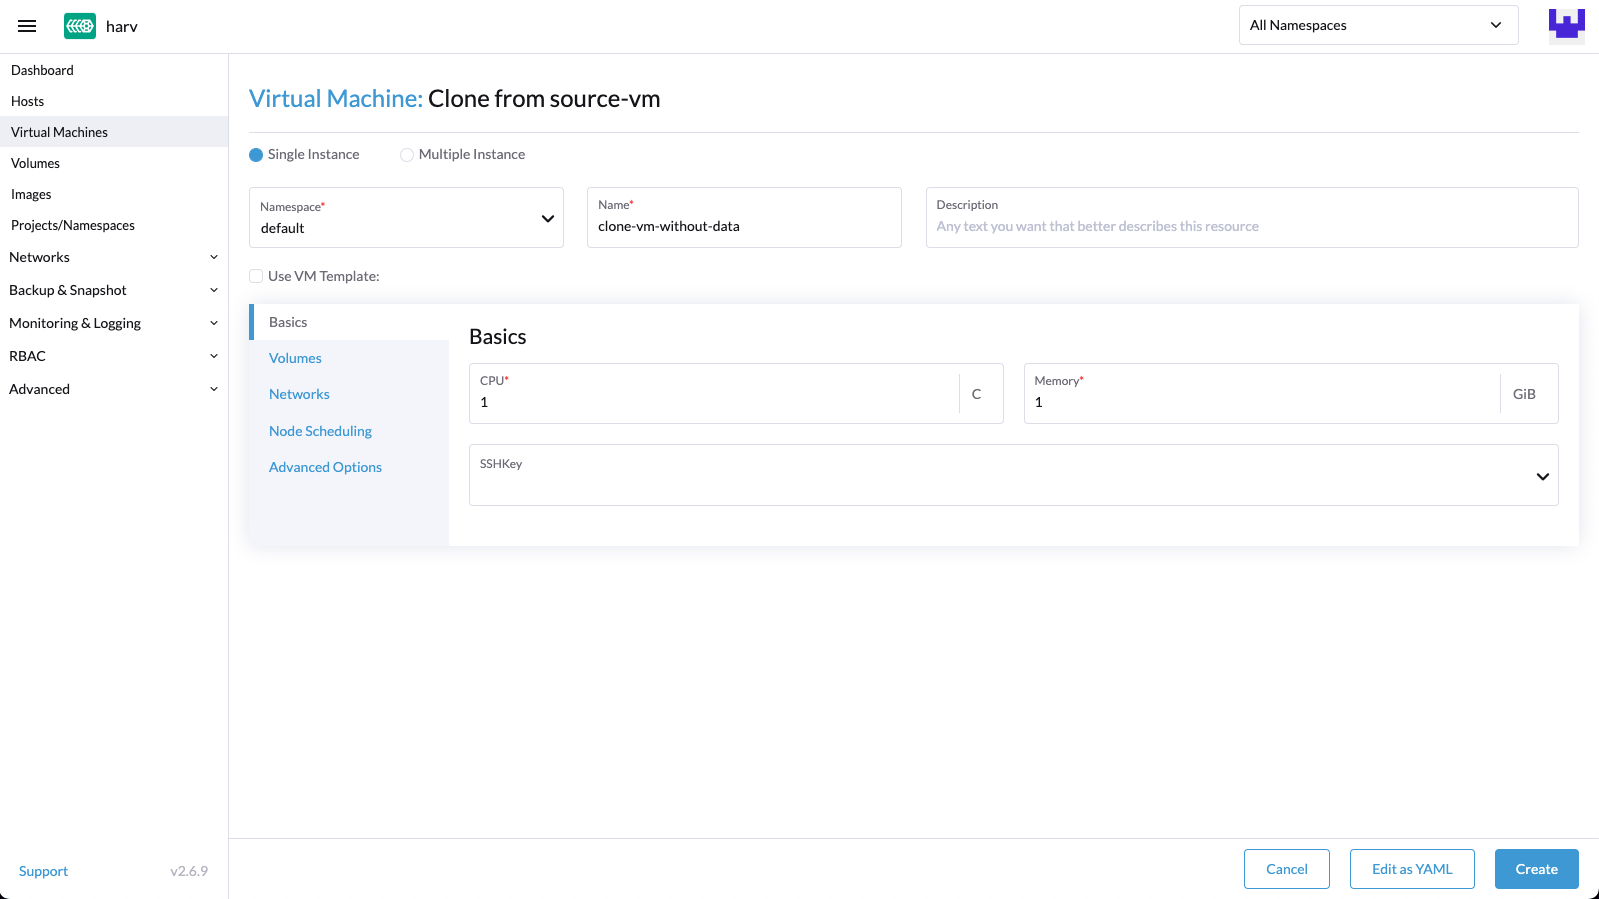 harv
All Namespaces
Dashboard
Hosts
Virtual Machines
Volumes
Images
Projects/Namespaces
Networks
Backup & Snapshot
Monitoring & Logging
RBAC
Advanced
Support
v2.6.9
Virtual Machine: Clone from source-vm
Single Instance
Multiple Instance
Namespace*
default
Name*
clone-vm-without-data
Description
Any text you want that better describes this resource
Use VM Template:
Basics
Volumes
Networks
Node Scheduling
Advanced Options
Basics
CPU*
1
C
Memory*
1
GiB
SSHKey
Cancel
Edit as YAML
Create